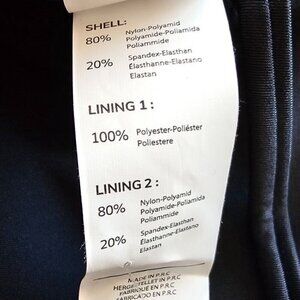 SHELL:
80% Nylon-Polyamid
Polyamide-Poliamida
Poliammide
20% Spandex-Elasthan
Élasthanne-Elastano
Elastan
LINING 1 :
100% Polyester-Poliéster
Poliestere
LINING 2 :
80% Nylon-Polyamid
Polyamide-Poliamida
Poliammide
20% Spandex-Elasthan
Élasthanne-Elastano
Elastan
MADE IN P.R.C
HERGESTELLT IN P.R.C
FABRIQUÉ EN P.R.C
FABRICADO EN P.R.C